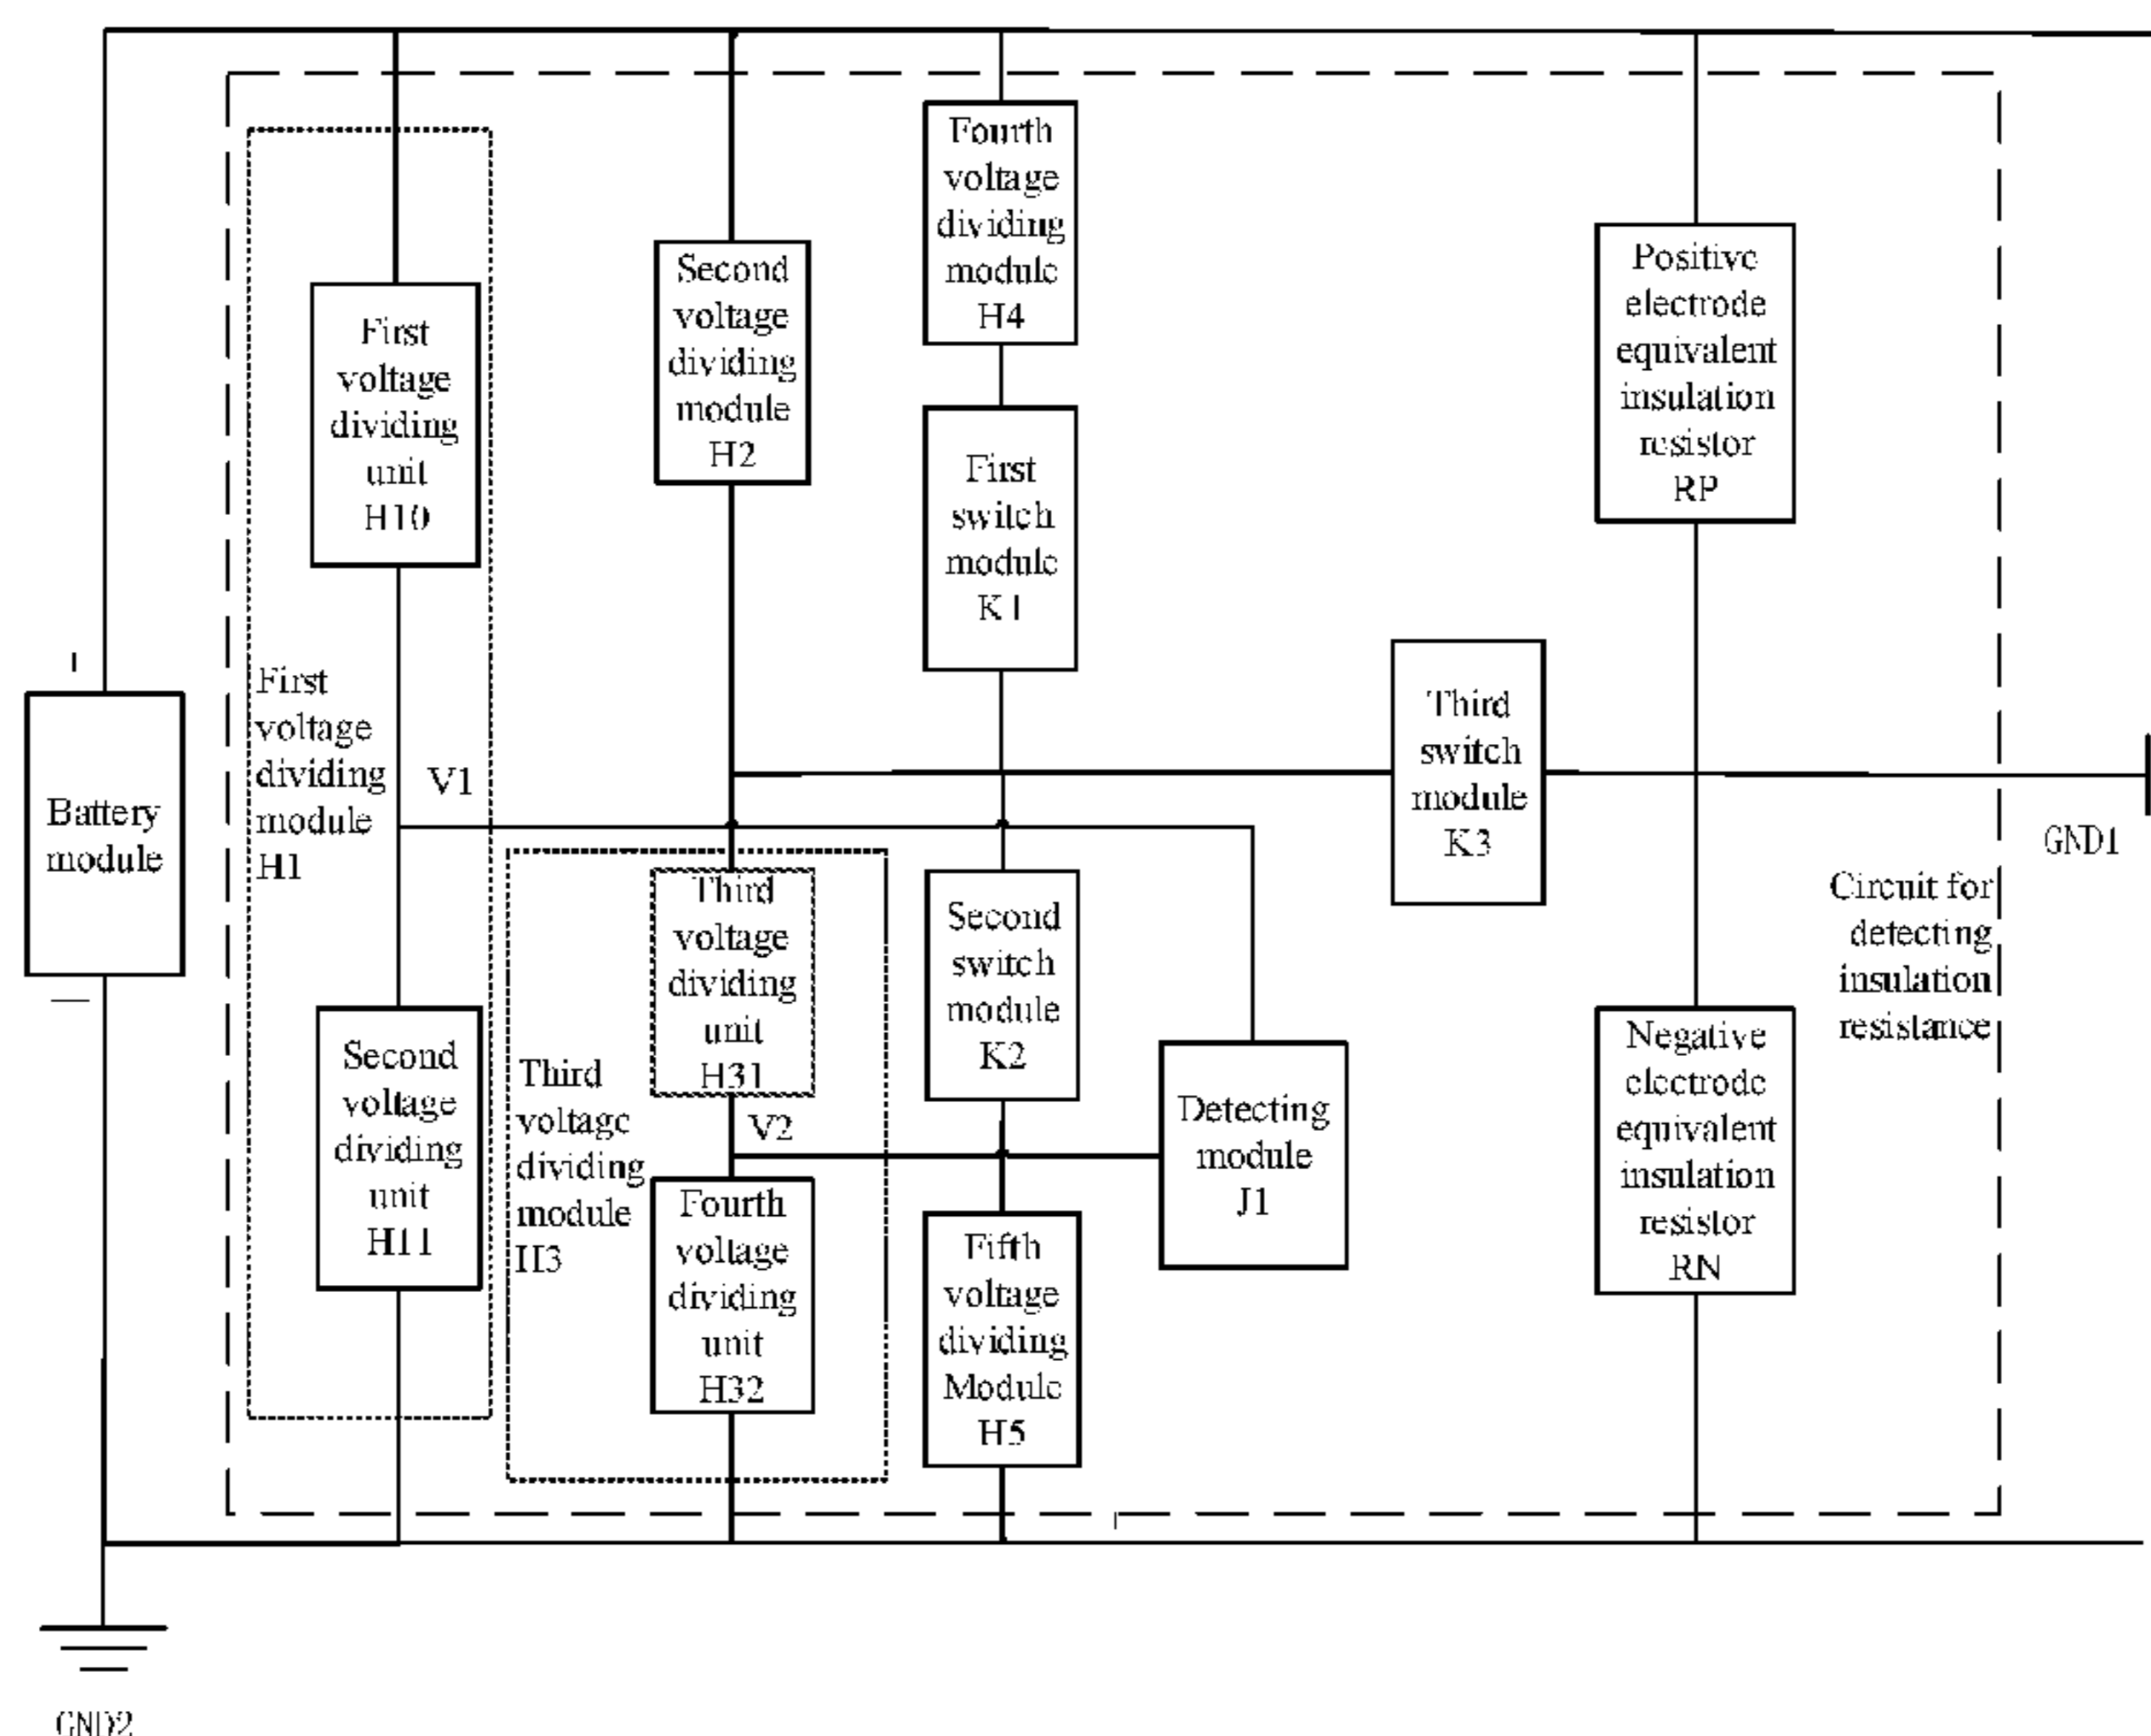 Fourth
voltage
dividing
module
H4
Second
voltage
dividing
module
H2
Positive
electrode
equivalent
insulation
resistor
RP
First
voltage
dividing
unit
H10
First
switch
module
K1
First
voltage
dividing
module
H1
V1
Third
switch
module
K3
Battery
module
GND1
Circuit for
detecting
insulation
resistance
Third
voltage
dividing
unit
H31
Second
switch
module
K2
Second
voltage
dividing
unit
H11
Third
voltage
dividing
module
H3
V2
Detecting
module
J1
Negative
electrode
equivalent
insulation
resistor
RN
Fourth
voltage
dividing
unit
H32
Fifth
voltage
dividing
Module
H5
GND2